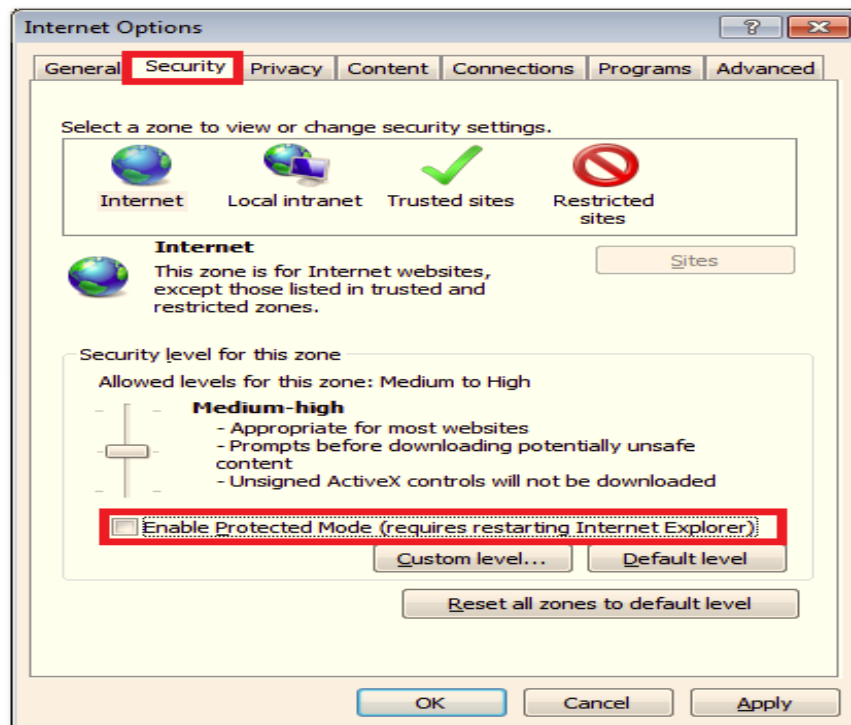 Internet Options
General Security Privacy Content Connections Programs Advanced
Select a zone to view or change security settings.
Internet Local intranet Trusted sites Restricted sites
Internet
This zone is for Internet websites,
except those listed in trusted and
restricted zones.
Sites
Security level for this zone
Allowed levels for this zone: Medium to High
Medium-high
- Appropriate for most websites
- Prompts before downloading potentially unsafe
content
- Unsigned ActiveX controls will not be downloaded
Enable Protected Mode (requires restarting Internet Explorer)
Custom level... Default level
Reset all zones to default level
OK Cancel Apply